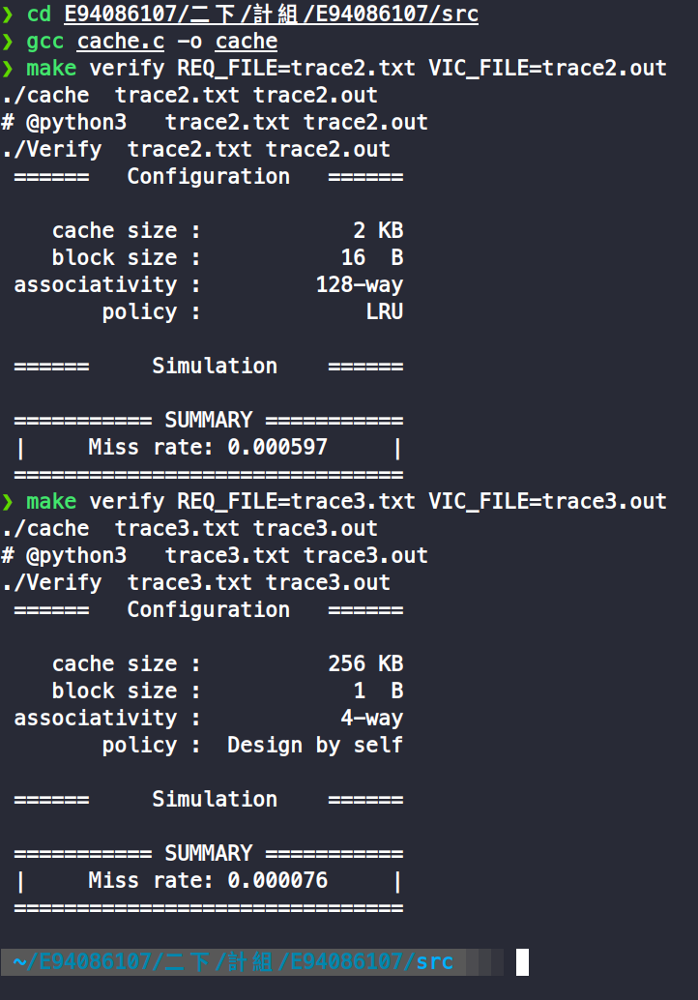 ❯ cd E94086107/二下/計組/E94086107/src
❯ gcc cache.c -o cache
❯ make verify REQ_FILE=trace2.txt VIC_FILE=trace2.out
./cache  trace2.txt trace2.out
# @python3   trace2.txt trace2.out
./Verify  trace2.txt trace2.out
 ======   Configuration   ======
    cache size :            2 KB
    block size :           16  B
 associativity :         128-way
        policy :             LRU
 ======     Simulation    ======
 =========== SUMMARY ===========
 |     Miss rate: 0.000597     |
 ===============================
❯ make verify REQ_FILE=trace3.txt VIC_FILE=trace3.out
./cache  trace3.txt trace3.out
# @python3   trace3.txt trace3.out
./Verify  trace3.txt trace3.out
 ======   Configuration   ======
    cache size :          256 KB
    block size :            1  B
 associativity :           4-way
        policy :  Design by self
 ======     Simulation    ======
 =========== SUMMARY ===========
 |     Miss rate: 0.000076     |
 ===============================
~/E94086107/二下/計組/E94086107/src